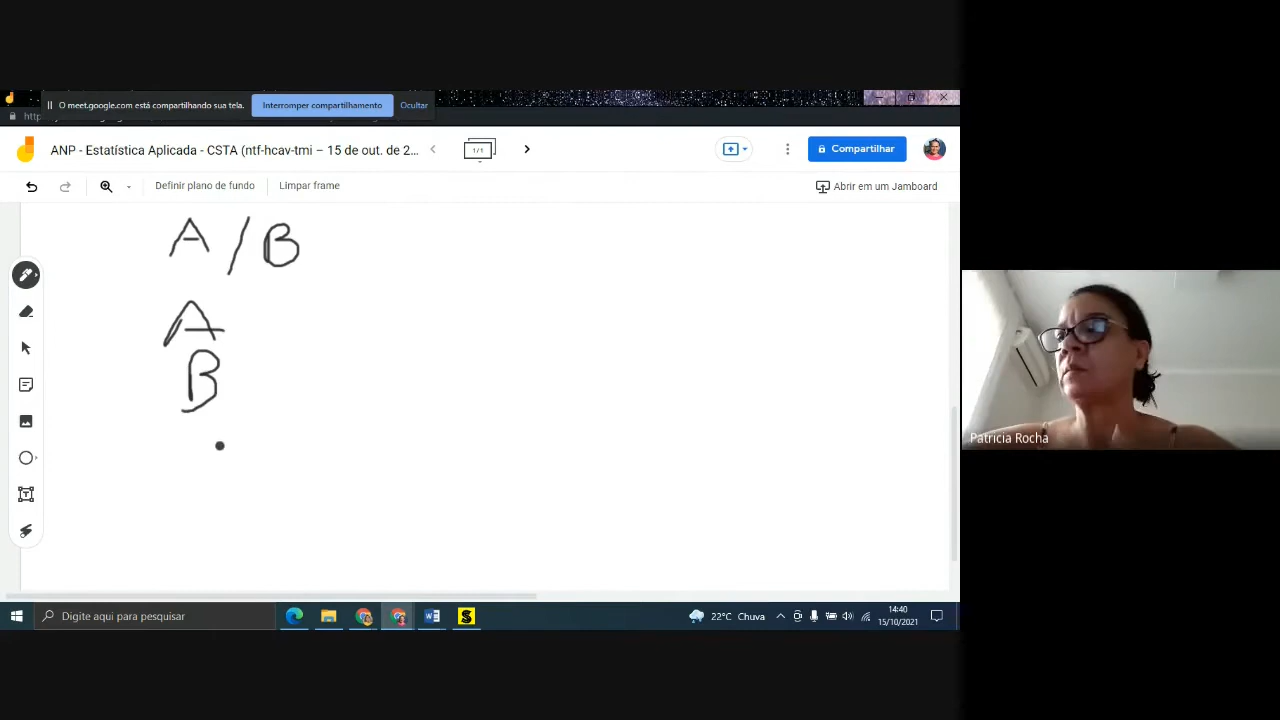 O meet.google.com está compartilhando sua tela. Interromper compartilhamento Ocultar
ANP - Estatística Aplicada - CSTA (ntf-hcav-tmi – 15 de out. de 2... 1/1 Compartilhar
Definir plano de fundo Limpar frame Abrir em um Jamboard
A / B
A
B
Patricia Rocha
Digite aqui para pesquisar 22°C Chuva 14:40
15/10/2021